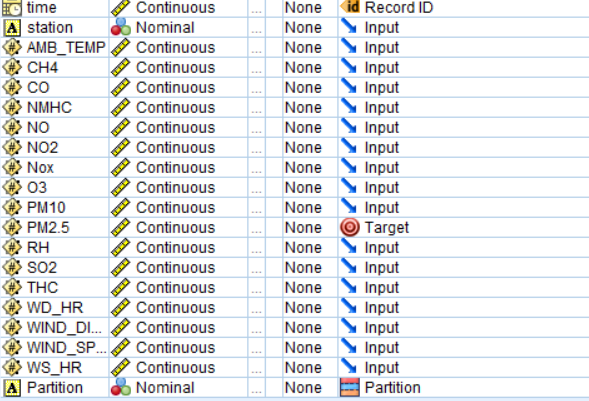 time Continuous None id Record ID
A station Nominal ... None Input
# AMB_TEMP Continuous ... None Input
# CH4 Continuous ... None Input
# CO Continuous ... None Input
# NMHC Continuous ... None Input
# NO Continuous ... None Input
# NO2 Continuous ... None Input
# Nox Continuous ... None Input
# O3 Continuous ... None Input
# PM10 Continuous ... None Input
# PM2.5 Continuous ... None Target
# RH Continuous ... None Input
# SO2 Continuous ... None Input
# THC Continuous ... None Input
# WD_HR Continuous ... None Input
# WIND_DI... Continuous ... None Input
# WIND_SP... Continuous ... None Input
# WS_HR Continuous ... None Input
A Partition Nominal ... None Partition